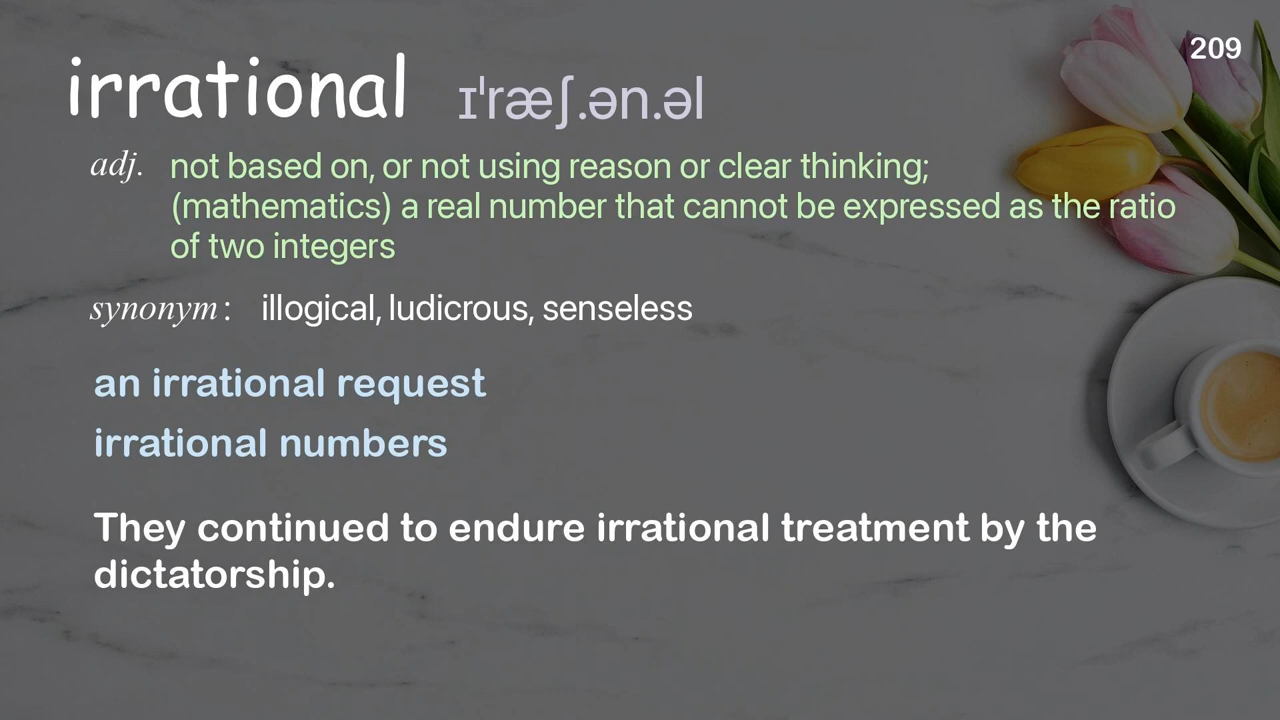 209
irrational ɪˈræʃ.ən.əl
adj. not based on, or not using reason or clear thinking;
(mathematics) a real number that cannot be expressed as the ratio
of two integers
synonym : illogical, ludicrous, senseless
an irrational request
irrational numbers
They continued to endure irrational treatment by the
dictatorship.